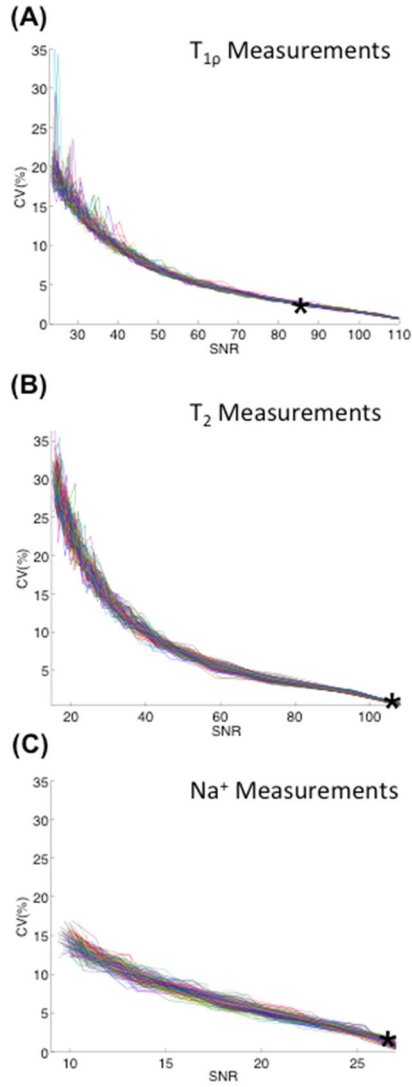 (A)
T₁ρ Measurements
35
30
25
20
15
10
5
0
CV(%)
30 40 50 60 70 80 90 100 110
SNR
*
(B)
T₂ Measurements
35
30
25
20
15
10
5
CV(%)
20 40 60 80 100
SNR
*
(C)
Na⁺ Measurements
35
30
25
20
15
10
5
0
CV(%)
10 15 20 25
SNR
*